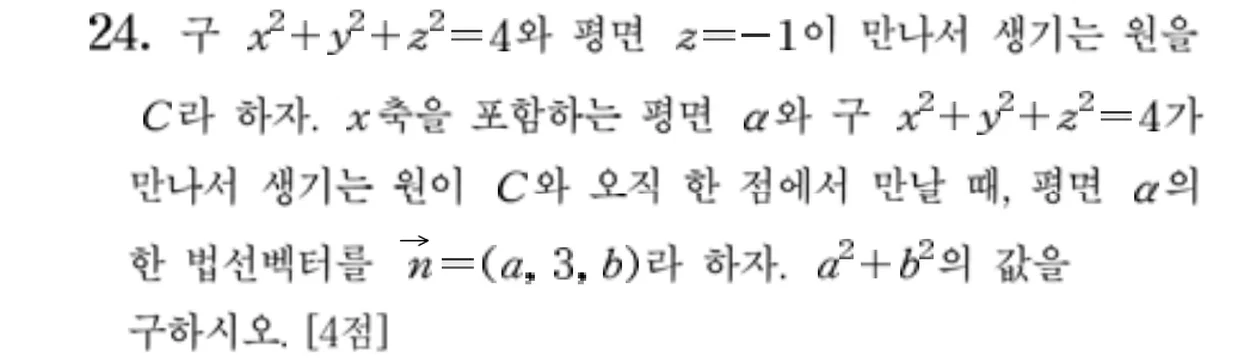 24. 구 x²+y²+z²=4와 평면 z=-1이 만나서 생기는 원을
C라 하자. x축을 포함하는 평면 α와 구 x²+y²+z²=4가
만나서 생기는 원이 C와 오직 한 점에서 만날 때, 평면 α의
한 법선벡터를 n⃗=(a, 3, b)라 하자. a²+b²의 값을
구하시오. [4점]